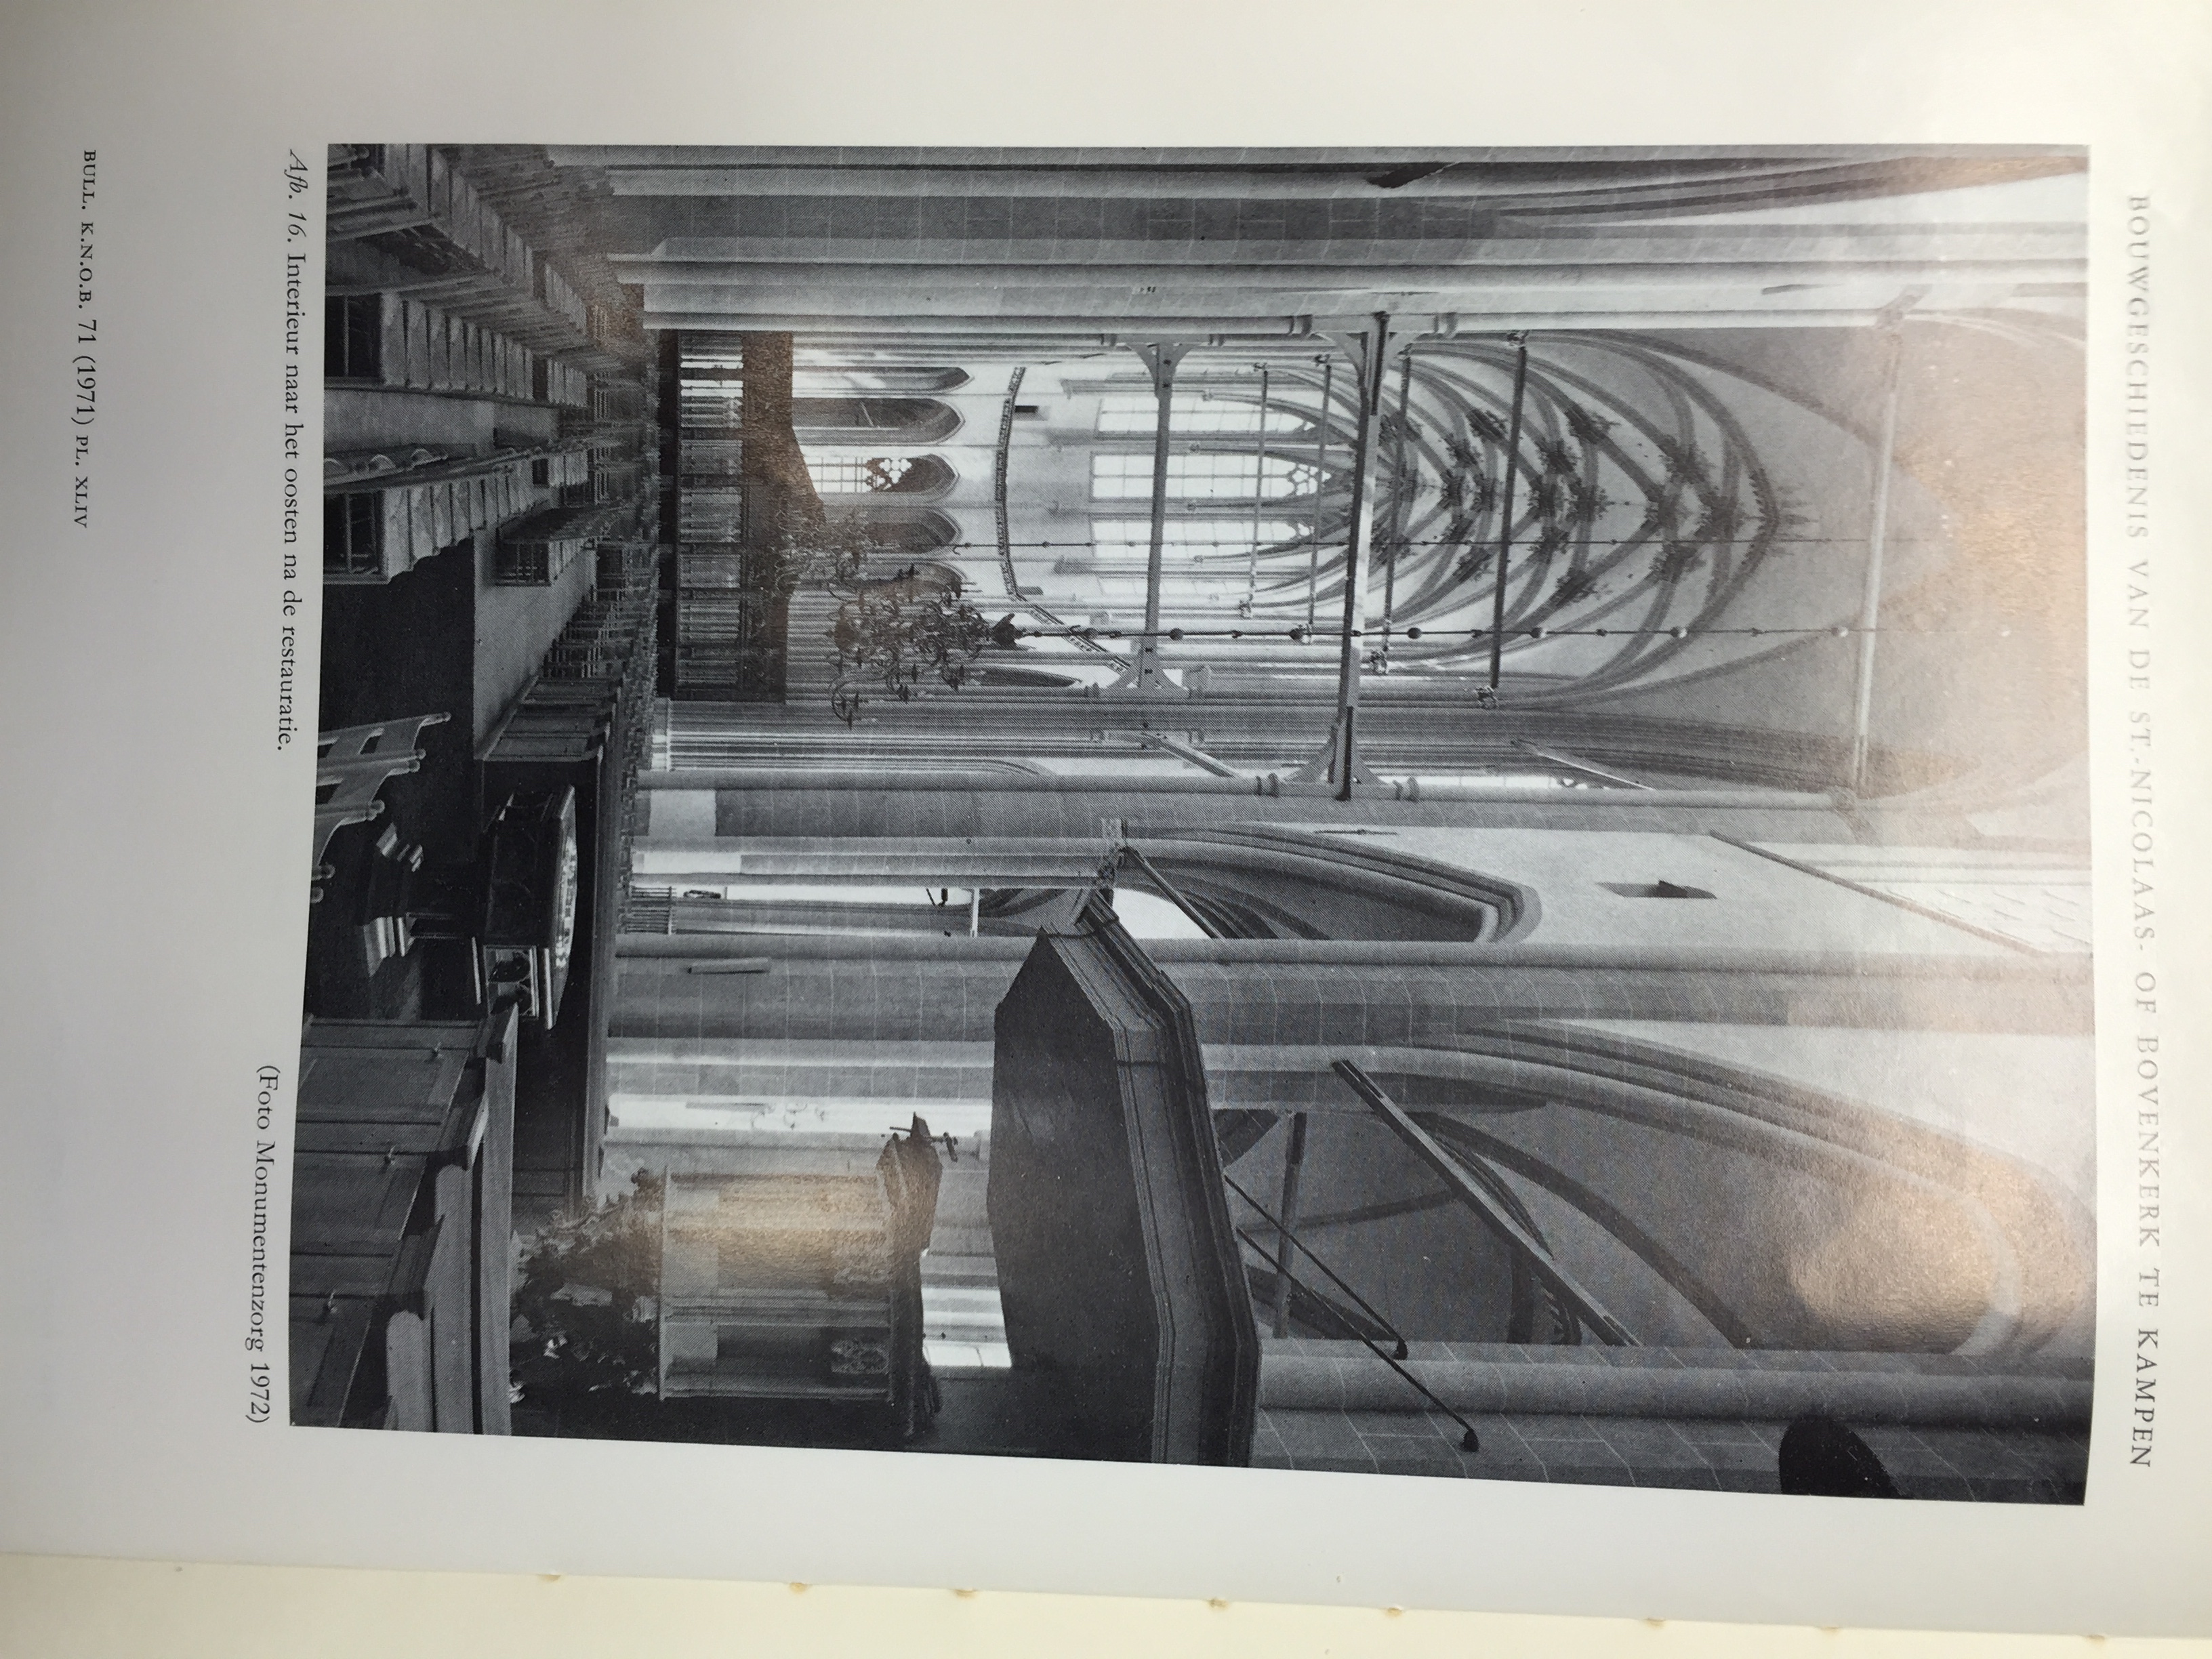 BOUWGESCHIEDENIS VAN DE ST.-NICOLAAS- OF BOVENKERK TE KAMPEN
Afb. 16. Interieur naar het oosten na de restauratie.
(Foto Monumentenzorg 1972)
BULL. K.N.O.B. 71 (1971) PL. XLIV